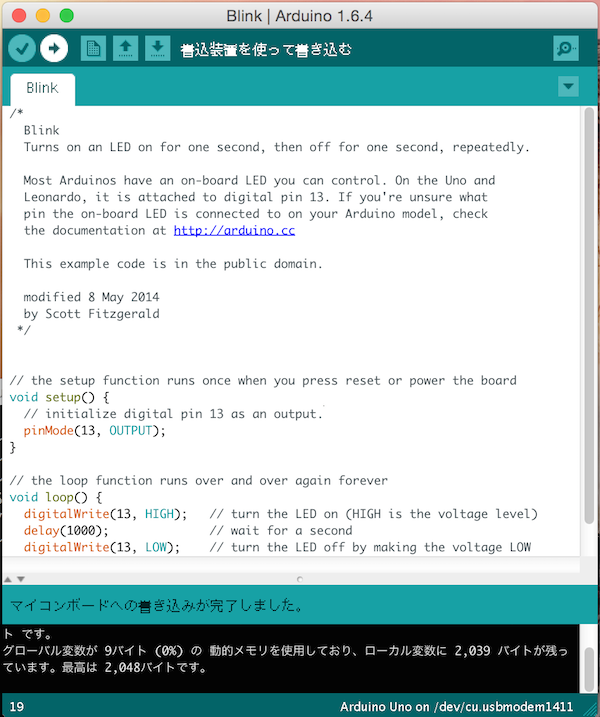 Blink | Arduino 1.6.4
書込装置を使って書き込む
Blink
/*
  Blink
  Turns on an LED on for one second, then off for one second, repeatedly.

  Most Arduinos have an on-board LED you can control. On the Uno and
  Leonardo, it is attached to digital pin 13. If you're unsure what
  pin the on-board LED is connected to on your Arduino model, check
  the documentation at http://arduino.cc

  This example code is in the public domain.

  modified 8 May 2014
  by Scott Fitzgerald
 */

// the setup function runs once when you press reset or power the board
void setup() {
  // initialize digital pin 13 as an output.
  pinMode(13, OUTPUT);
}

// the loop function runs over and over again forever
void loop() {
  digitalWrite(13, HIGH);   // turn the LED on (HIGH is the voltage level)
  delay(1000);              // wait for a second
  digitalWrite(13, LOW);    // turn the LED off by making the voltage LOW
マイコンボードへの書き込みが完了しました。
ト です。
グローバル変数が 9バイト (0%) の 動的メモリを使用しており、ローカル変数に 2,039 バイトが残っ
ています。最高は 2,048バイトです。
19
Arduino Uno on /dev/cu.usbmodem1411